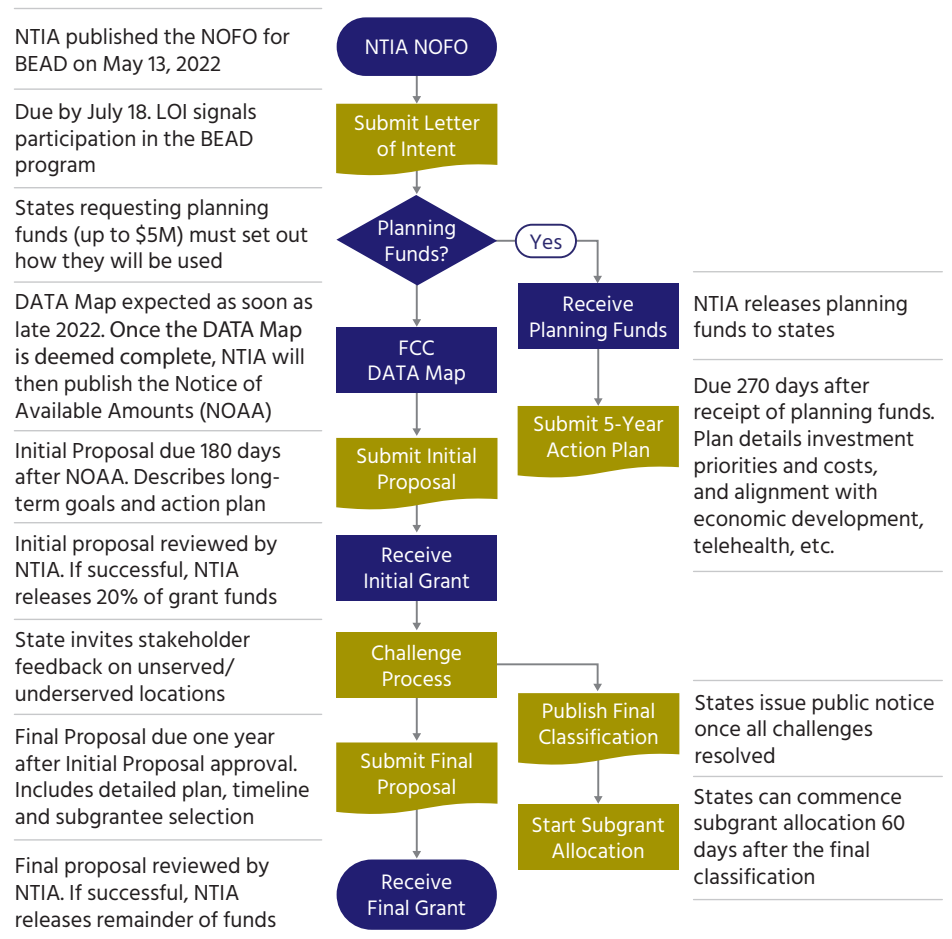 NTIA published the NOFO for
BEAD on May 13, 2022
NTIA NOFO
Due by July 18. LOI signals
participation in the BEAD
program
Submit Letter
of Intent
States requesting planning
funds (up to $5M) must set out
how they will be used
Planning
Funds?
Yes
Receive
Planning Funds
NTIA releases planning
funds to states
DATA Map expected as soon as
late 2022. Once the DATA Map
is deemed complete, NTIA will
then publish the Notice of
Available Amounts (NOAA)
FCC
DATA Map
Submit 5-Year
Action Plan
Due 270 days after
receipt of planning funds.
Plan details investment
priorities and costs,
and alignment with
economic development,
telehealth, etc.
Initial Proposal due 180 days
after NOAA. Describes long-
term goals and action plan
Submit Initial
Proposal
Initial proposal reviewed by
NTIA. If successful, NTIA
releases 20% of grant funds
Receive
Initial Grant
State invites stakeholder
feedback on unserved/
underserved locations
Challenge
Process
Publish Final
Classification
States issue public notice
once all challenges
resolved
Final Proposal due one year
after Initial Proposal approval.
Includes detailed plan, timeline
and subgrantee selection
Submit Final
Proposal
Start Subgrant
Allocation
States can commence
subgrant allocation 60
days after the final
classification
Final proposal reviewed by
NTIA. If successful, NTIA
releases remainder of funds
Receive
Final Grant